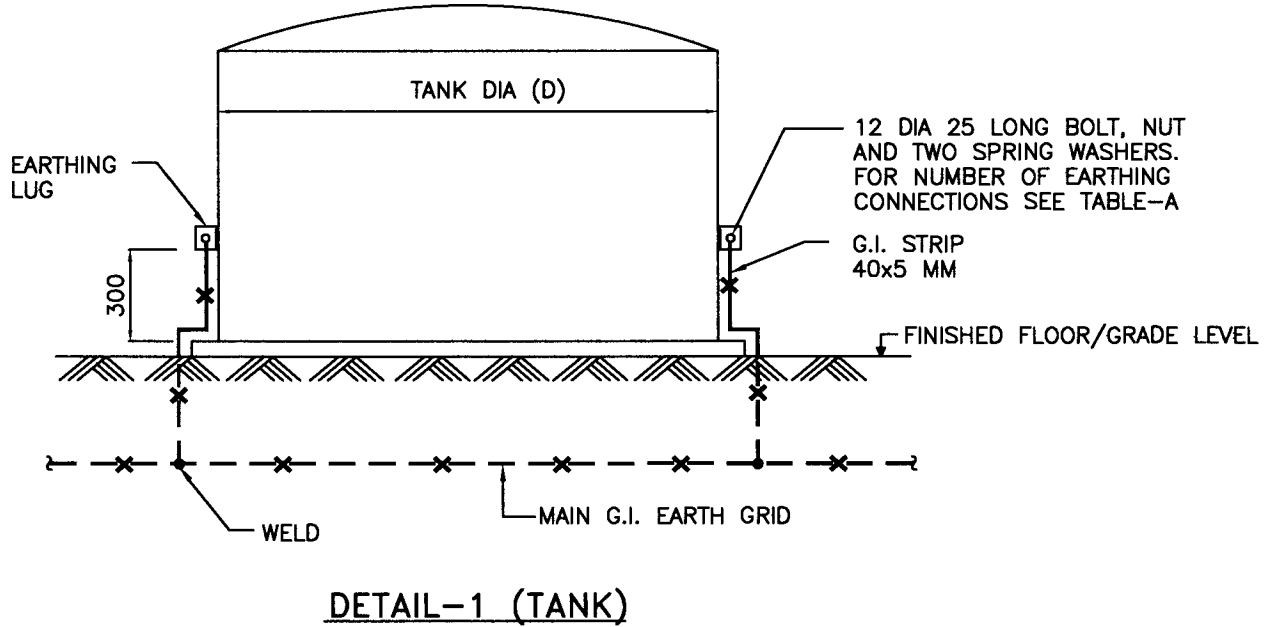 TANK DIA (D)
EARTHING
LUG
12 DIA 25 LONG BOLT, NUT
AND TWO SPRING WASHERS.
FOR NUMBER OF EARTHING
CONNECTIONS SEE TABLE-A
G.I. STRIP
40x5 MM
300
FINISHED FLOOR/GRADE LEVEL
MAIN G.I. EARTH GRID
WELD
DETAIL-1 (TANK)